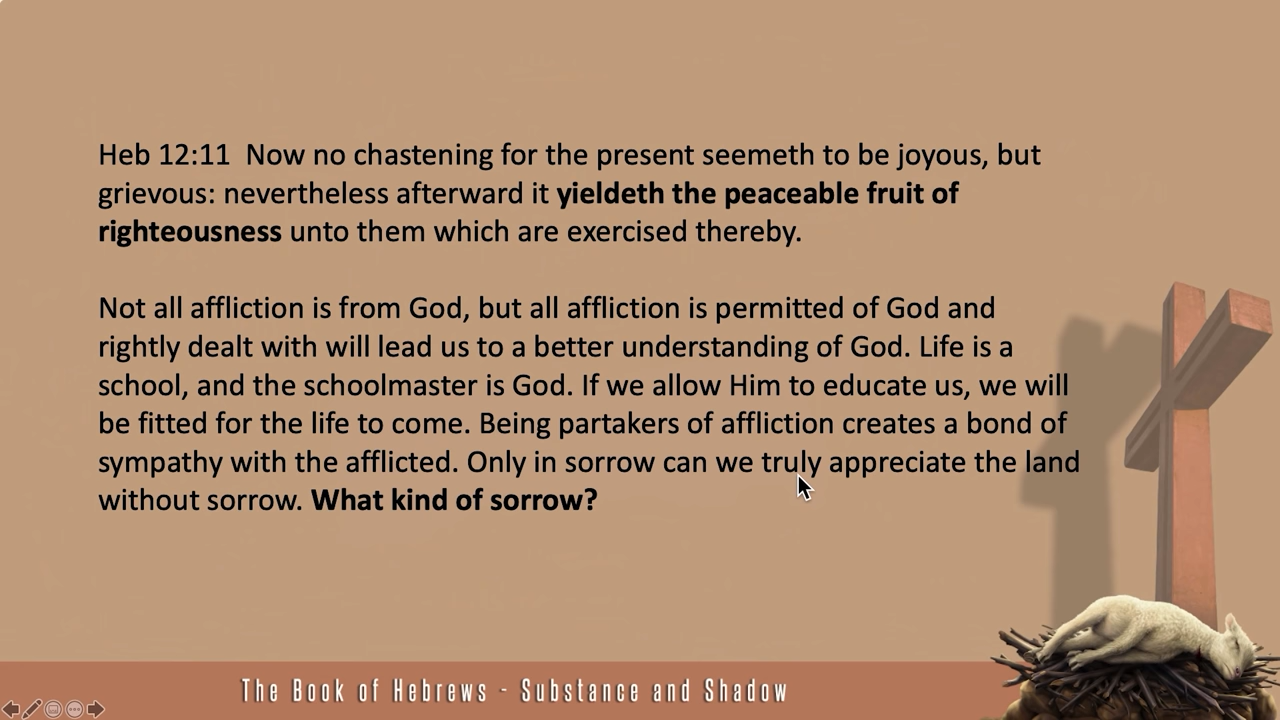 Heb 12:11  Now no chastening for the present seemeth to be joyous, but
grievous: nevertheless afterward it yieldeth the peaceable fruit of
righteousness unto them which are exercised thereby.
Not all affliction is from God, but all affliction is permitted of God and
rightly dealt with will lead us to a better understanding of God. Life is a
school, and the schoolmaster is God. If we allow Him to educate us, we will
be fitted for the life to come. Being partakers of affliction creates a bond of
sympathy with the afflicted. Only in sorrow can we truly appreciate the land
without sorrow. What kind of sorrow?
The Book of Hebrews - Substance and Shadow